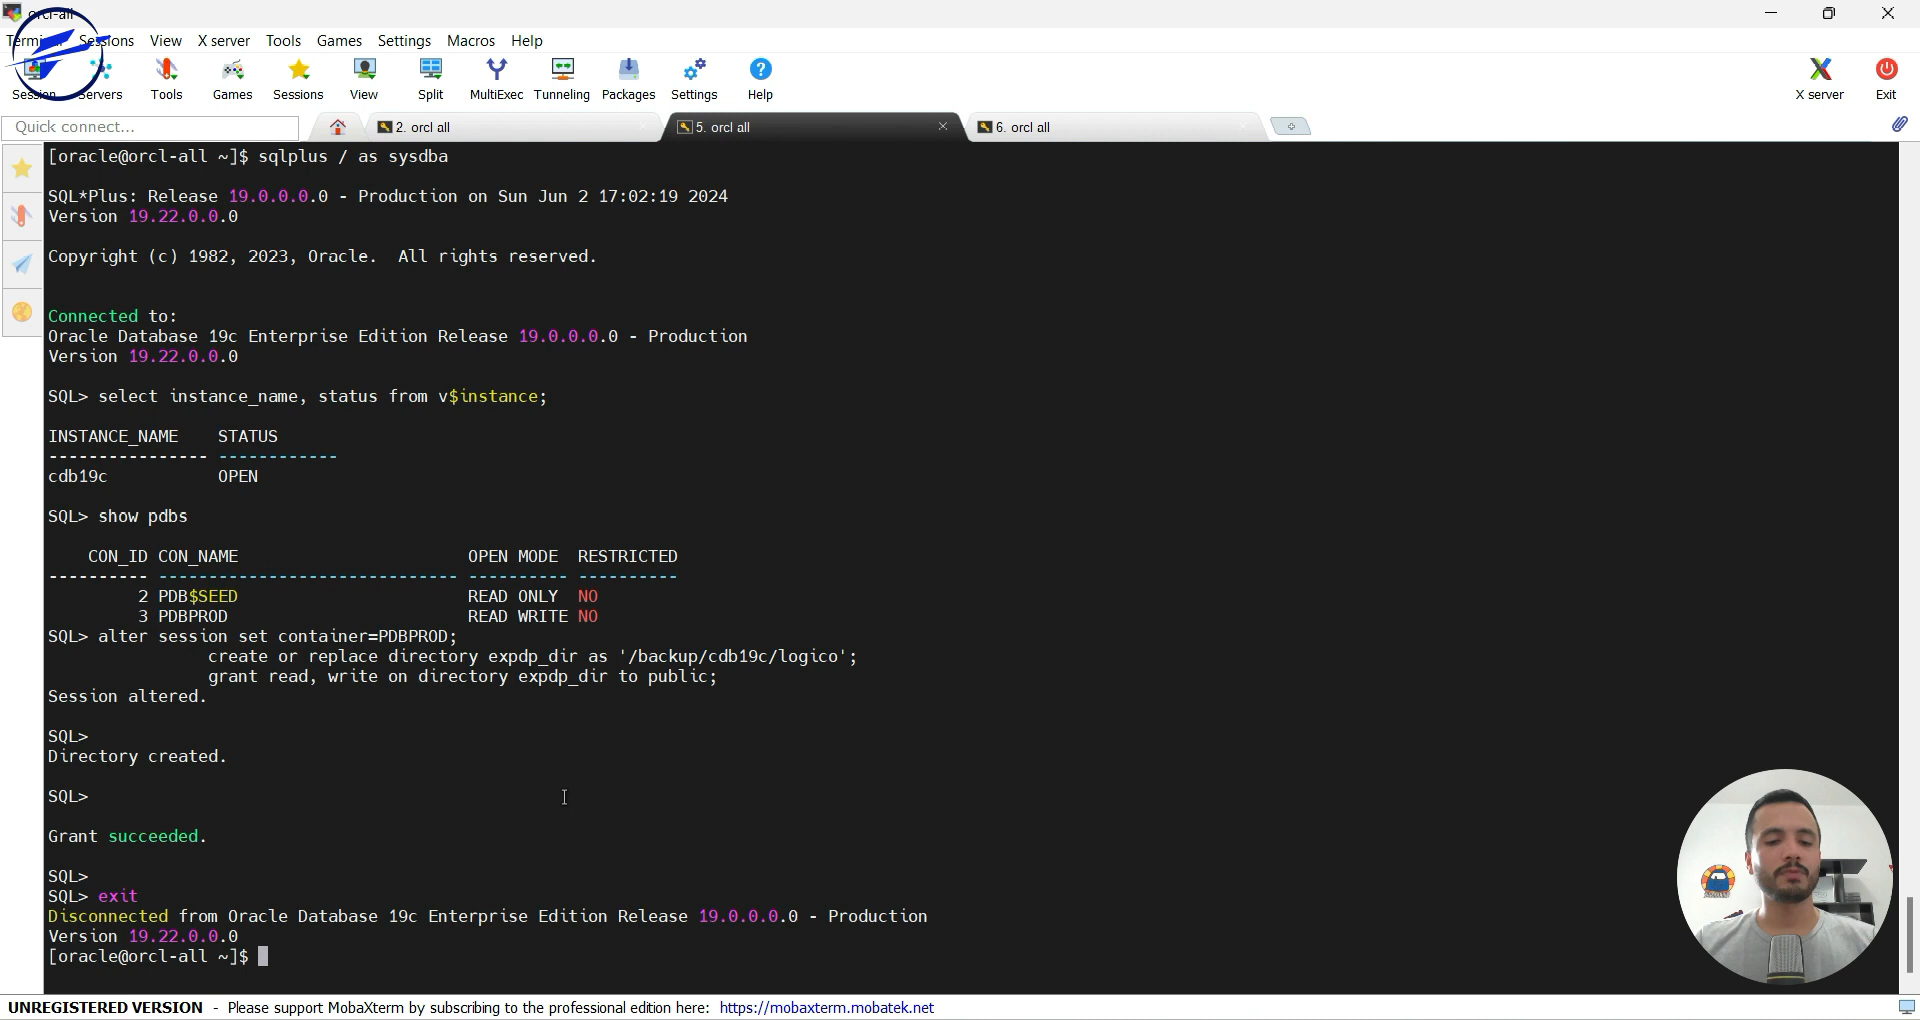 orcl-all
Terminal Sessions View X server Tools Games Settings Macros Help
Session Servers Tools Games Sessions View Split MultiExec Tunneling Packages Settings Help X server Exit
Quick connect... 2. orcl all 5. orcl all 6. orcl all
[oracle@orcl-all ~]$ sqlplus / as sysdba
SQL*Plus: Release 19.0.0.0.0 - Production on Sun Jun 2 17:02:19 2024
Version 19.22.0.0.0
Copyright (c) 1982, 2023, Oracle.  All rights reserved.
Connected to:
Oracle Database 19c Enterprise Edition Release 19.0.0.0.0 - Production
Version 19.22.0.0.0
SQL> select instance_name, status from v$instance;
INSTANCE_NAME    STATUS
---------------- ------------
cdb19c           OPEN
SQL> show pdbs
    CON_ID CON_NAME                       OPEN MODE  RESTRICTED
---------- ------------------------------ ---------- ----------
         2 PDB$SEED                       READ ONLY  NO
         3 PDBPROD                        READ WRITE NO
SQL> alter session set container=PDBPROD;
                create or replace directory expdp_dir as '/backup/cdb19c/logico';
                grant read, write on directory expdp_dir to public;
Session altered.
SQL>
Directory created.
SQL>
Grant succeeded.
SQL>
SQL> exit
Disconnected from Oracle Database 19c Enterprise Edition Release 19.0.0.0.0 - Production
Version 19.22.0.0.0
[oracle@orcl-all ~]$
UNREGISTERED VERSION - Please support MobaXterm by subscribing to the professional edition here: https://mobaxterm.mobatek.net